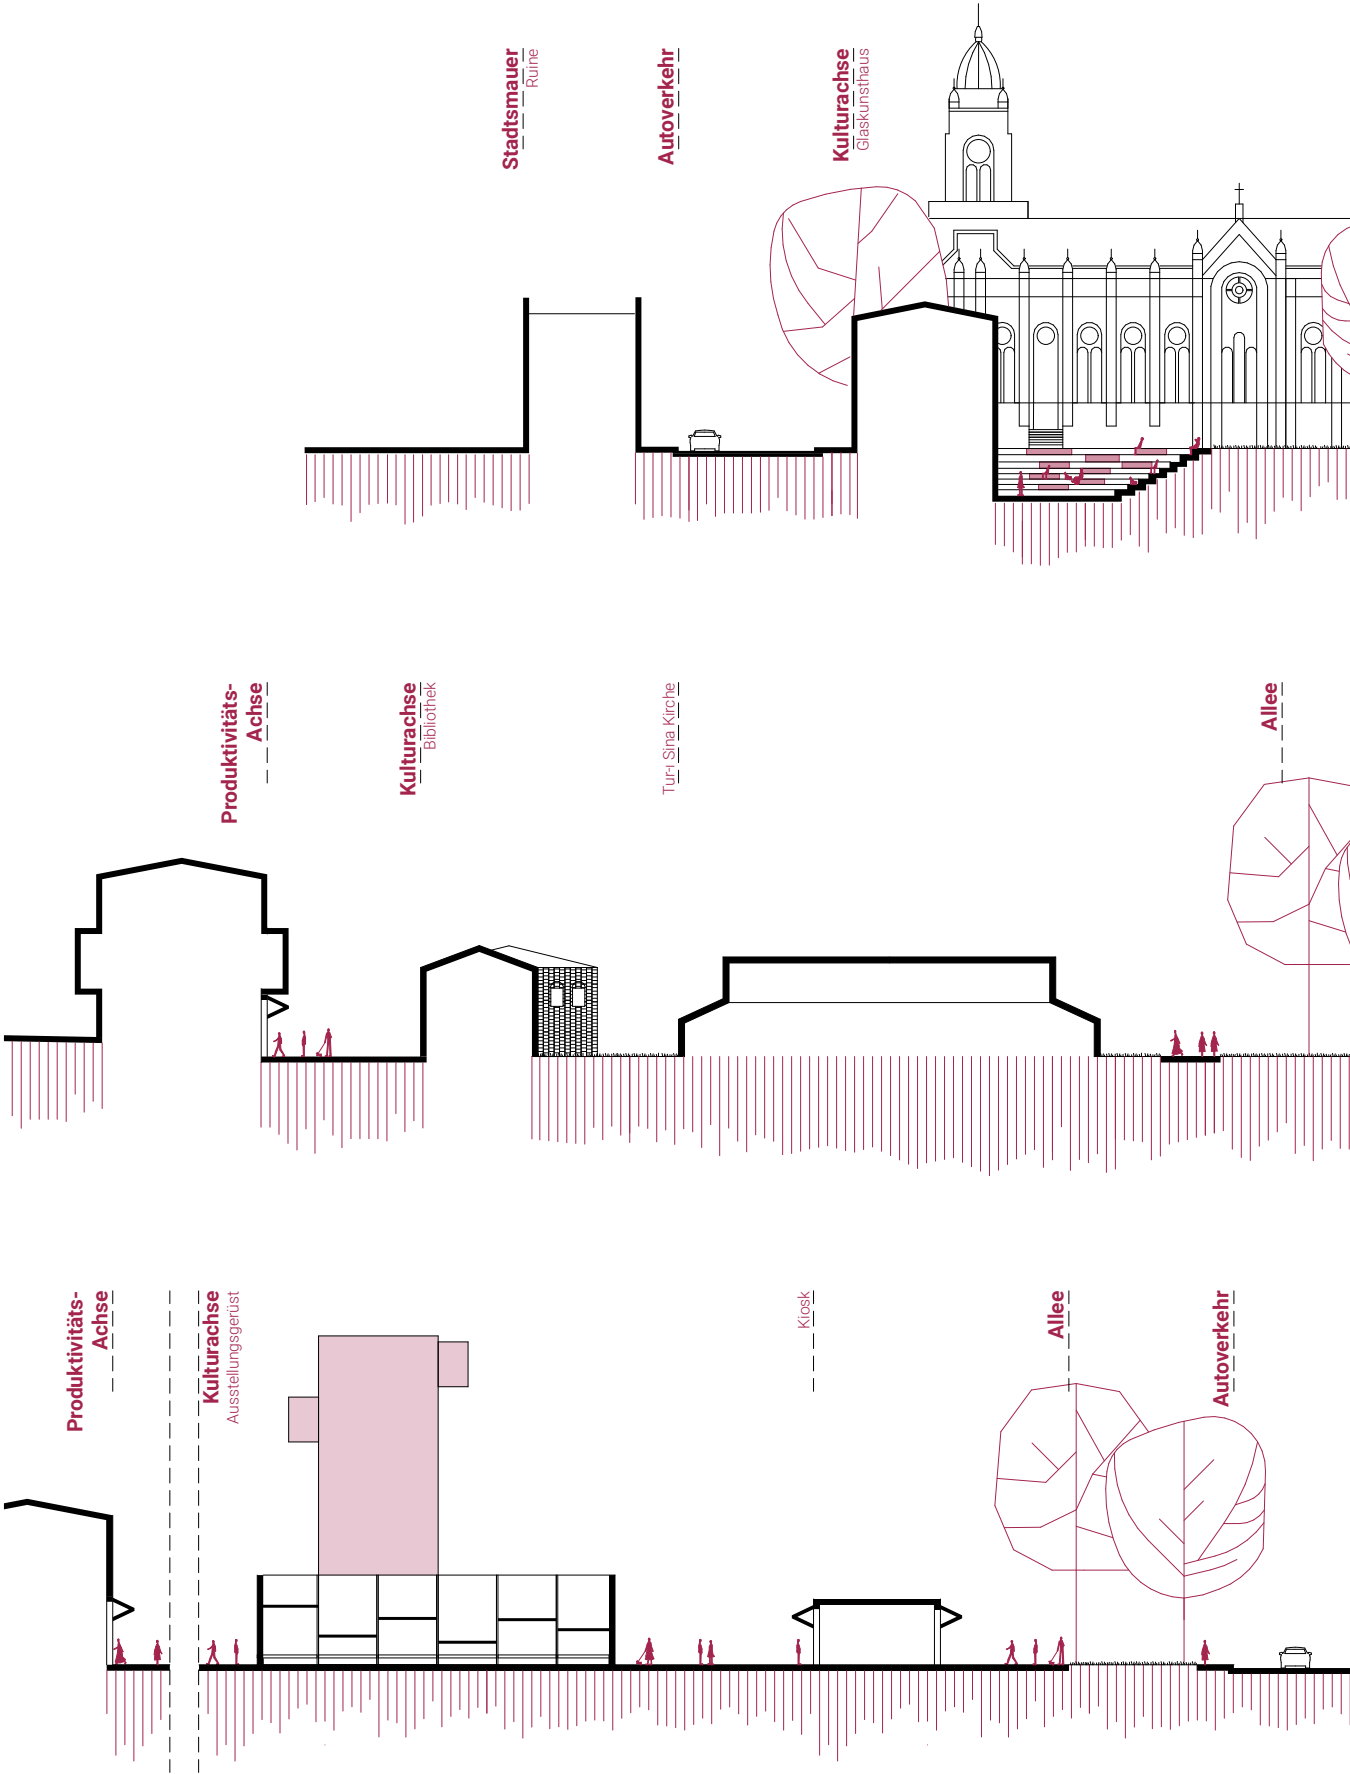 Stadtsmauer
Ruine
Autoverkehr
Kulturachse
Glaskunsthaus
Produktivitäts-
Achse
Kulturachse
Bibliothek
Tur-ı Sina Kirche
Allee
Produktivitäts-
Achse
Kulturachse
Ausstellungsgerüst
Kiosk
Allee
Autoverkehr